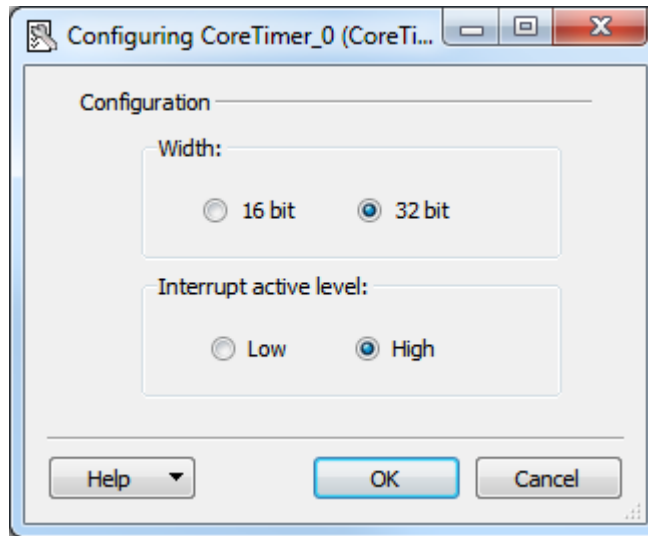 Configuring CoreTimer_0 (CoreTi...
Configuration
Width:
16 bit 32 bit
Interrupt active level:
Low High
Help OK Cancel